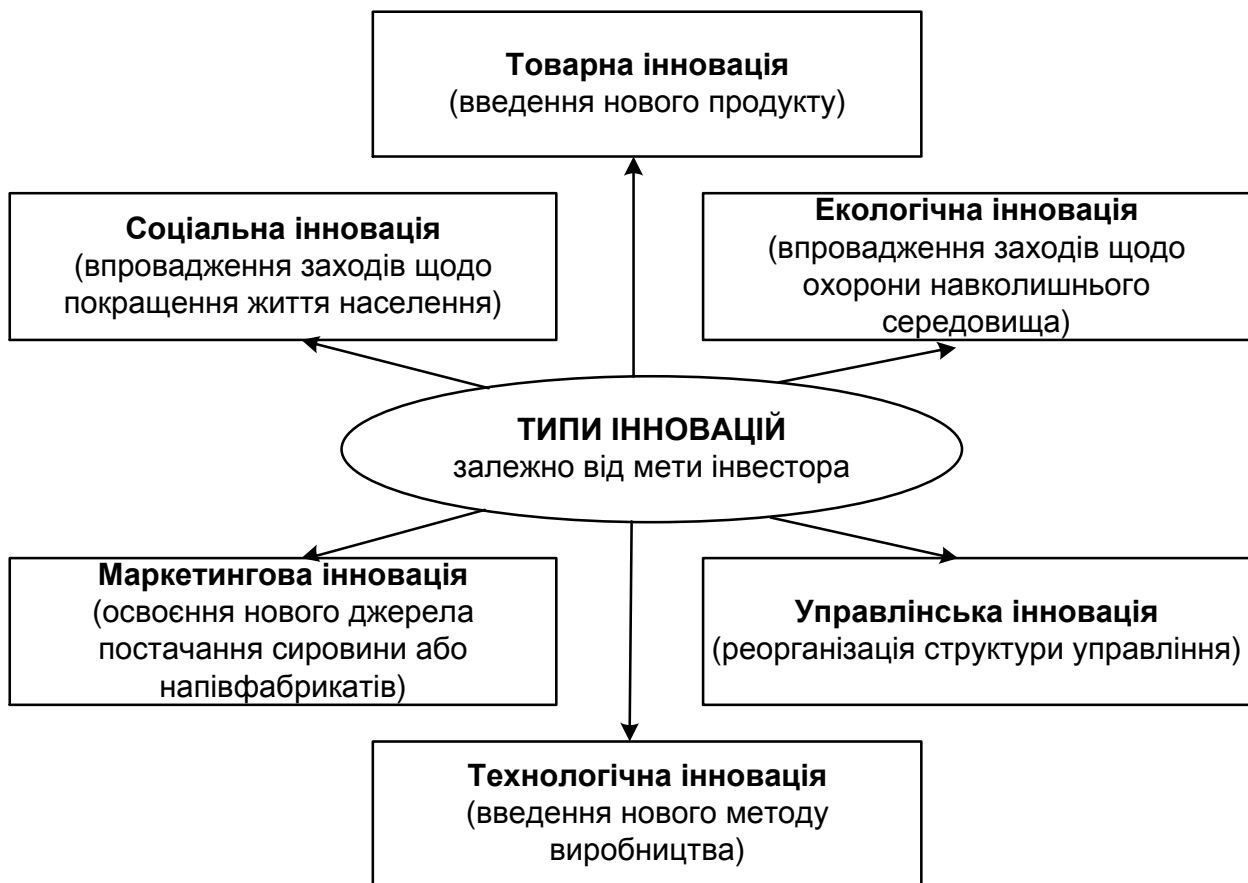 Товарна інновація
(введення нового продукту)
Соціальна інновація
(впровадження заходів щодо
покращення життя населення)
Екологічна інновація
(впровадження заходів щодо
охорони навколишнього
середовища)
ТИПИ ІННОВАЦІЙ
залежно від мети інвестора
Маркетингова інновація
(освоєння нового джерела
постачання сировини або
напівфабрикатів)
Управлінська інновація
(реорганізація структури управління)
Технологічна інновація
(введення нового методу
виробництва)